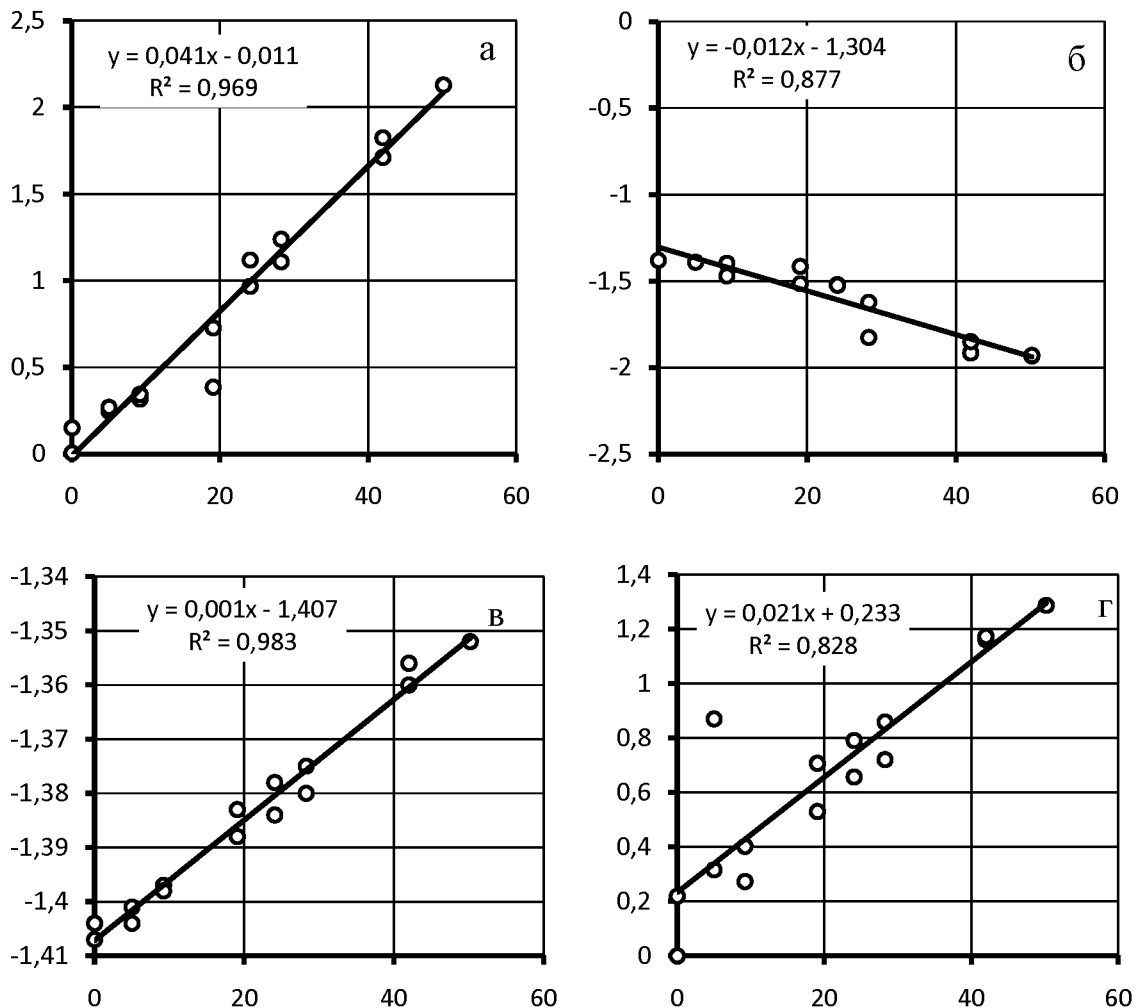 2,5
y = 0,041x - 0,011
R² = 0,969
а
2
1,5
1
0,5
0
0 20 40 60
0
y = -0,012x - 1,304
R² = 0,877
б
-0,5
-1
-1,5
-2
-2,5
0 20 40 60
-1,34
y = 0,001x - 1,407
R² = 0,983
в
-1,35
-1,36
-1,37
-1,38
-1,39
-1,4
-1,41
0 20 40 60
1,4
y = 0,021x + 0,233
R² = 0,828
г
1,2
1
0,8
0,6
0,4
0,2
0
0 20 40 60